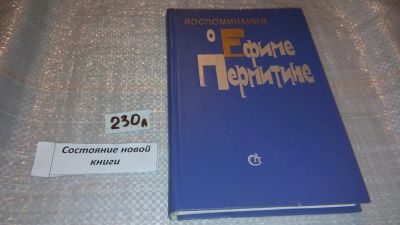 ВОСПОМИНАНИЯ
о Ефиме
Пермитине
230А
Состояние новой
книги